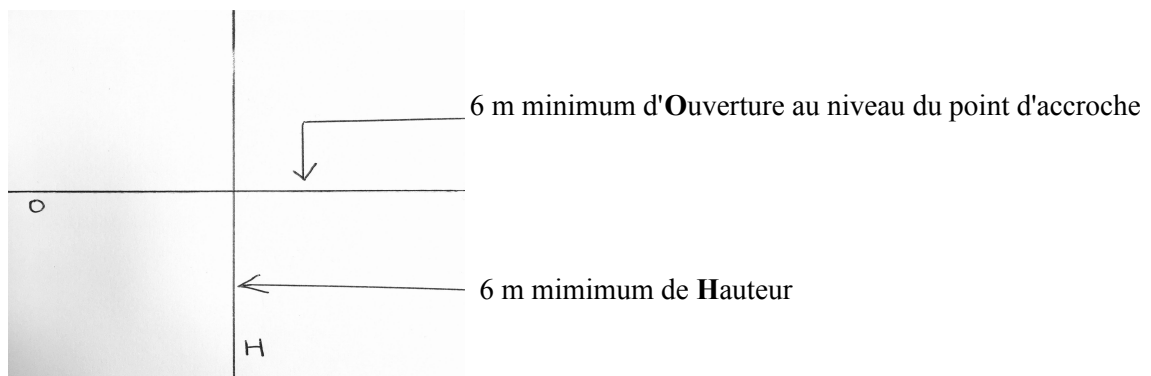 6 m minimum d'Ouverture au niveau du point d'accroche
O
6 m mimimum de Hauteur
H